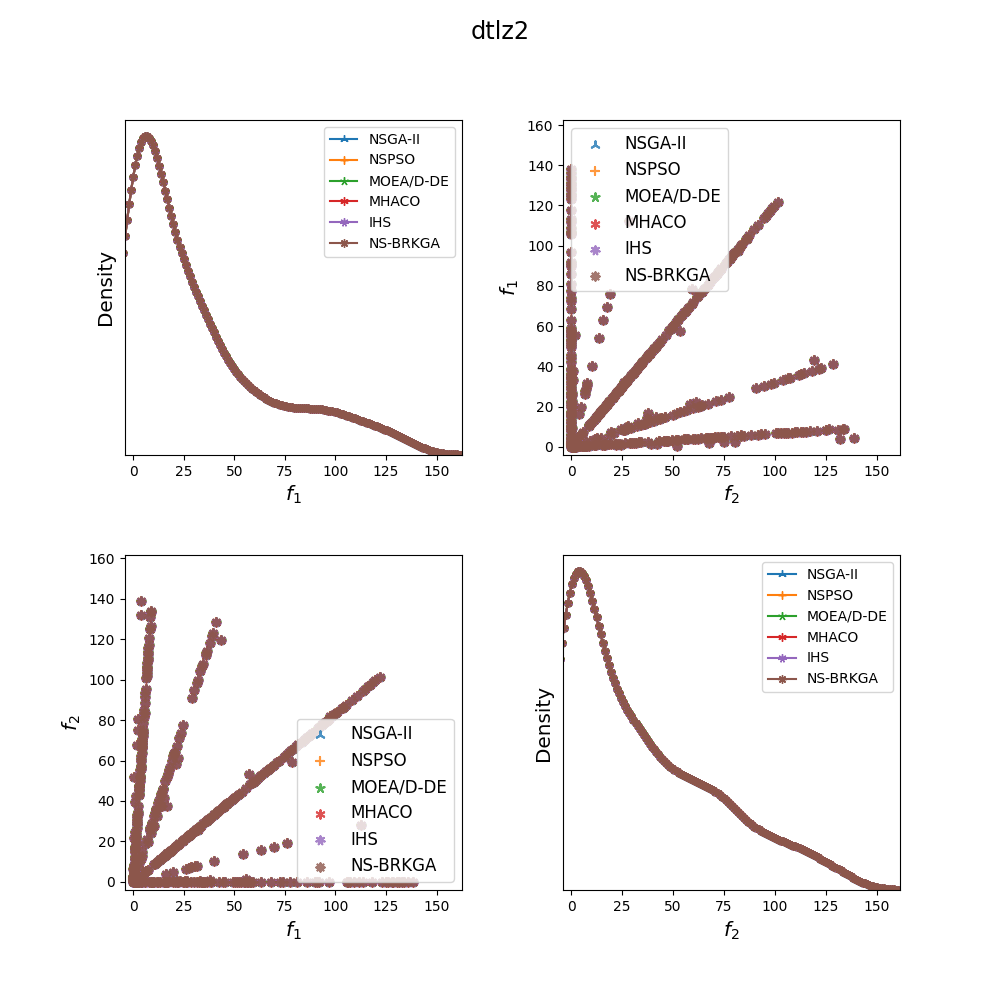 dtlz2
Density
NSGA-II
NSPSO
MOEA/D-DE
MHACO
IHS
NS-BRKGA
0 25 50 75 100 125 150
f1
f1
160
140
120
100
80
60
40
20
0
NSGA-II
NSPSO
MOEA/D-DE
MHACO
IHS
NS-BRKGA
0 25 50 75 100 125 150
f2
f2
160
140
120
100
80
60
40
20
0
NSGA-II
NSPSO
MOEA/D-DE
MHACO
IHS
NS-BRKGA
0 25 50 75 100 125 150
f1
Density
NSGA-II
NSPSO
MOEA/D-DE
MHACO
IHS
NS-BRKGA
0 25 50 75 100 125 150
f2